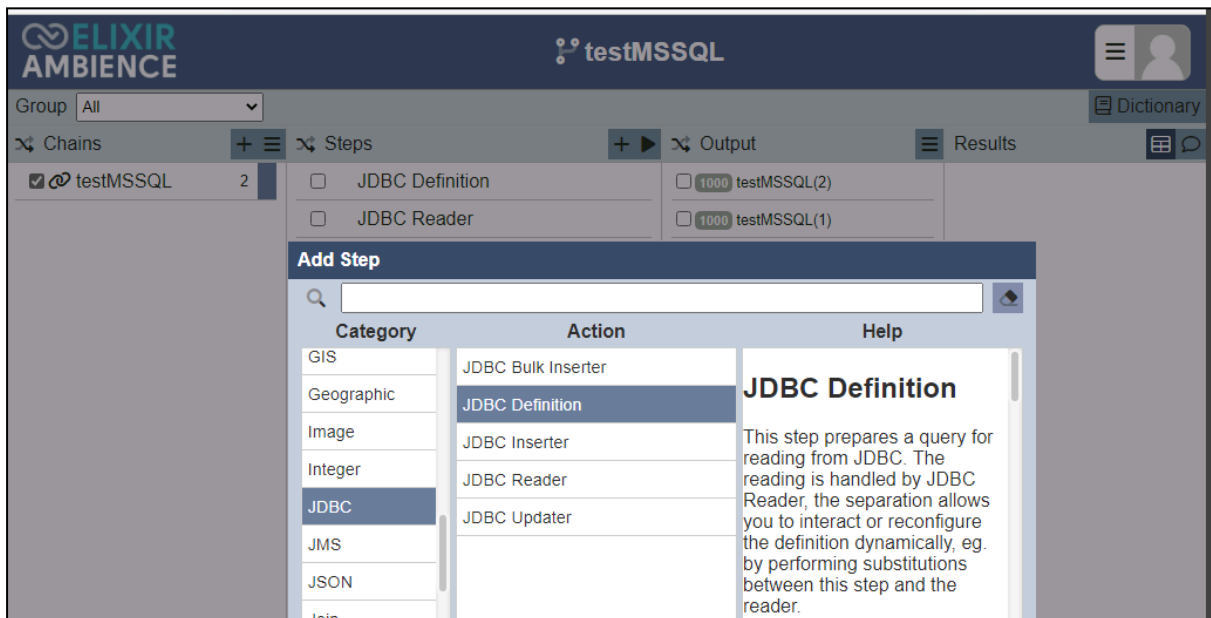 ELIXIR
AMBIENCE
testMSSQL
Group All
Dictionary
Chains
Steps
Output
Results
testMSSQL 2
JDBC Definition
1000 testMSSQL(2)
JDBC Reader
1000 testMSSQL(1)
Add Step
Category
Action
Help
GIS
Geographic
Image
Integer
JDBC
JMS
JSON
Join
JDBC Bulk Inserter
JDBC Definition
JDBC Inserter
JDBC Reader
JDBC Updater
JDBC Definition
This step prepares a query for
reading from JDBC. The
reading is handled by JDBC
Reader, the separation allows
you to interact or reconfigure
the definition dynamically, eg.
by performing substitutions
between this step and the
reader.